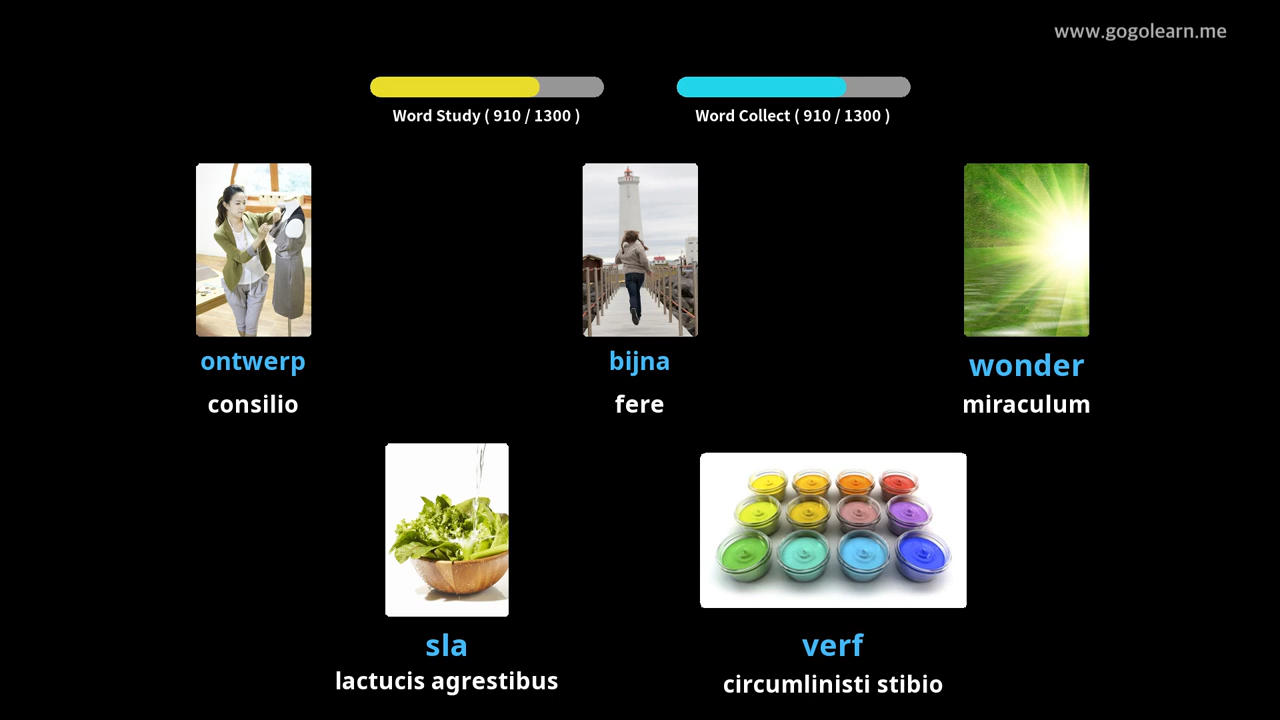 www.gogolearn.me
Word Study ( 910 / 1300 )
Word Collect ( 910 / 1300 )
ontwerp
consilio
bijna
fere
wonder
miraculum
sla
lactucis agrestibus
verf
circumlinisti stibio